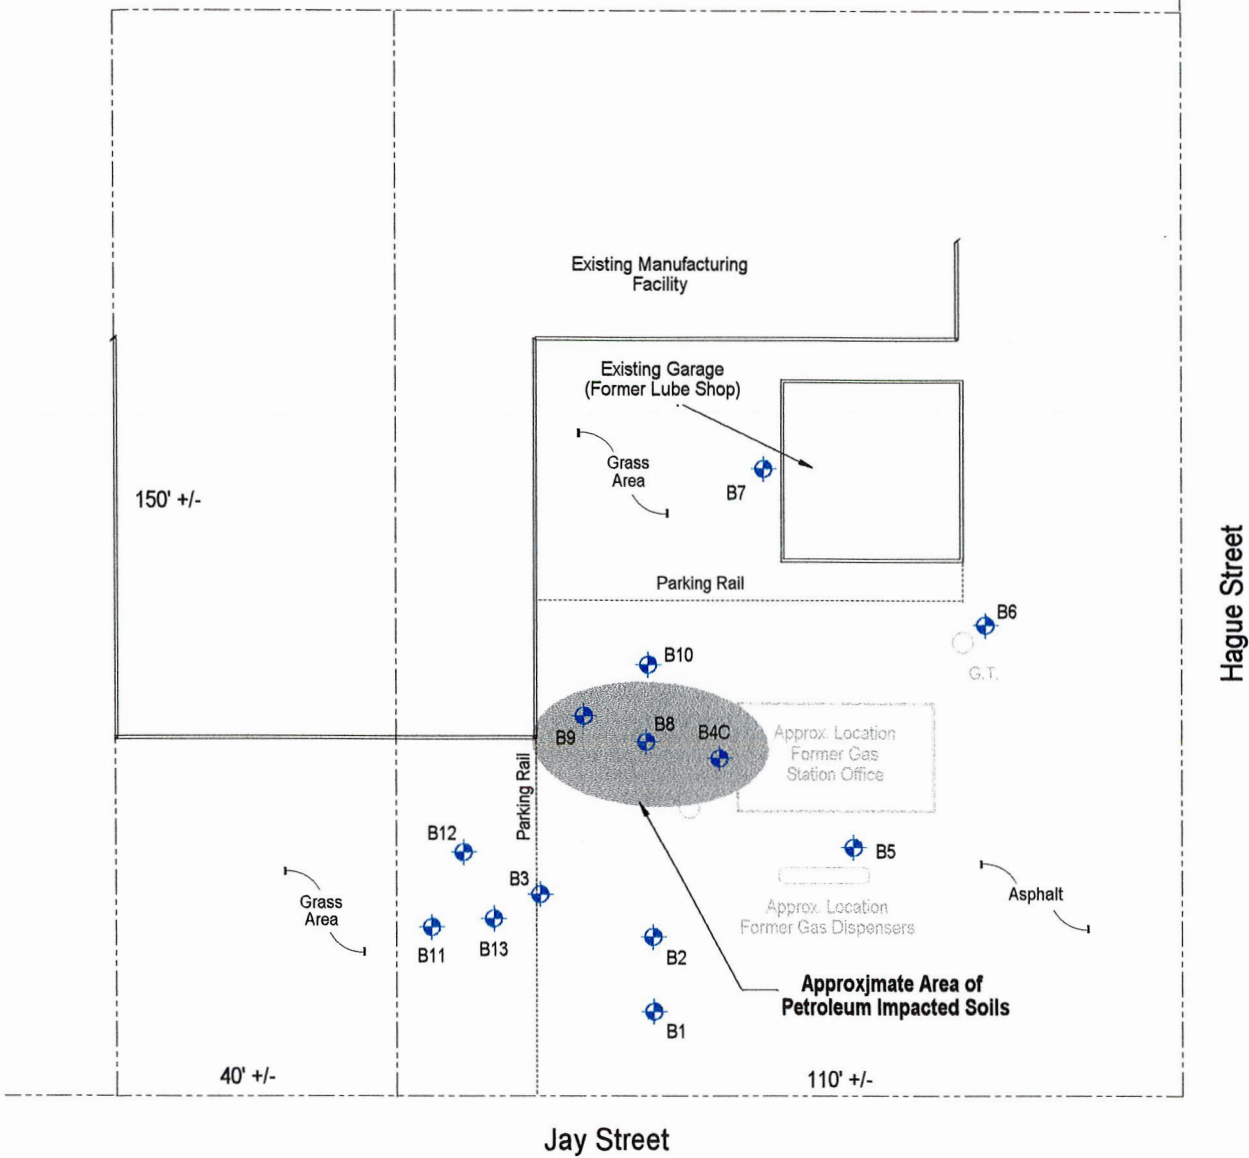 Existing Manufacturing
Facility
Existing Garage
(Former Lube Shop)
Grass
Area
B7
150' +/-
Hague Street
Parking Rail
B6
G.T.
B10
B9
B8
B4C
Approx. Location
Former Gas
Station Office
Parking Rail
B12
B3
B5
Grass
Area
B11
B13
Asphalt
Approx. Location
Former Gas Dispensers
B2
Approxjmate Area of
Petroleum Impacted Soils
B1
40' +/-
110' +/-
Jay Street